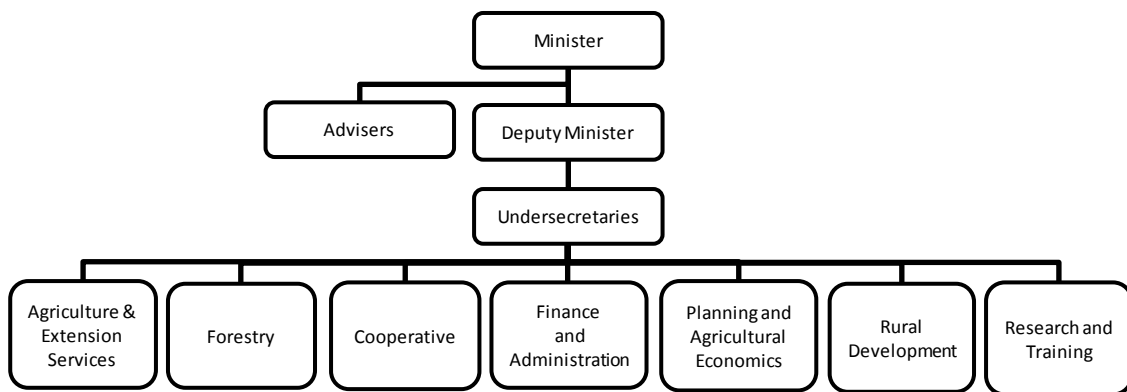 Minister
Advisers
Deputy Minister
Undersecretaries
Agriculture &
Extension
Services
Forestry
Cooperative
Finance
and
Administration
Planning and
Agricultural
Economics
Rural
Development
Research and
Training